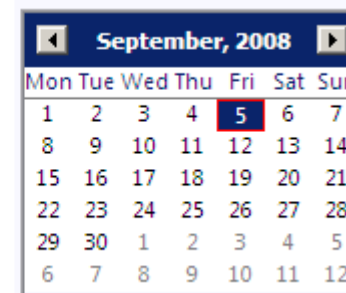 September, 2008
Mon Tue Wed Thu Fri Sat Sun
1 2 3 4 5 6 7
8 9 10 11 12 13 14
15 16 17 18 19 20 21
22 23 24 25 26 27 28
29 30 1 2 3 4 5
6 7 8 9 10 11 12